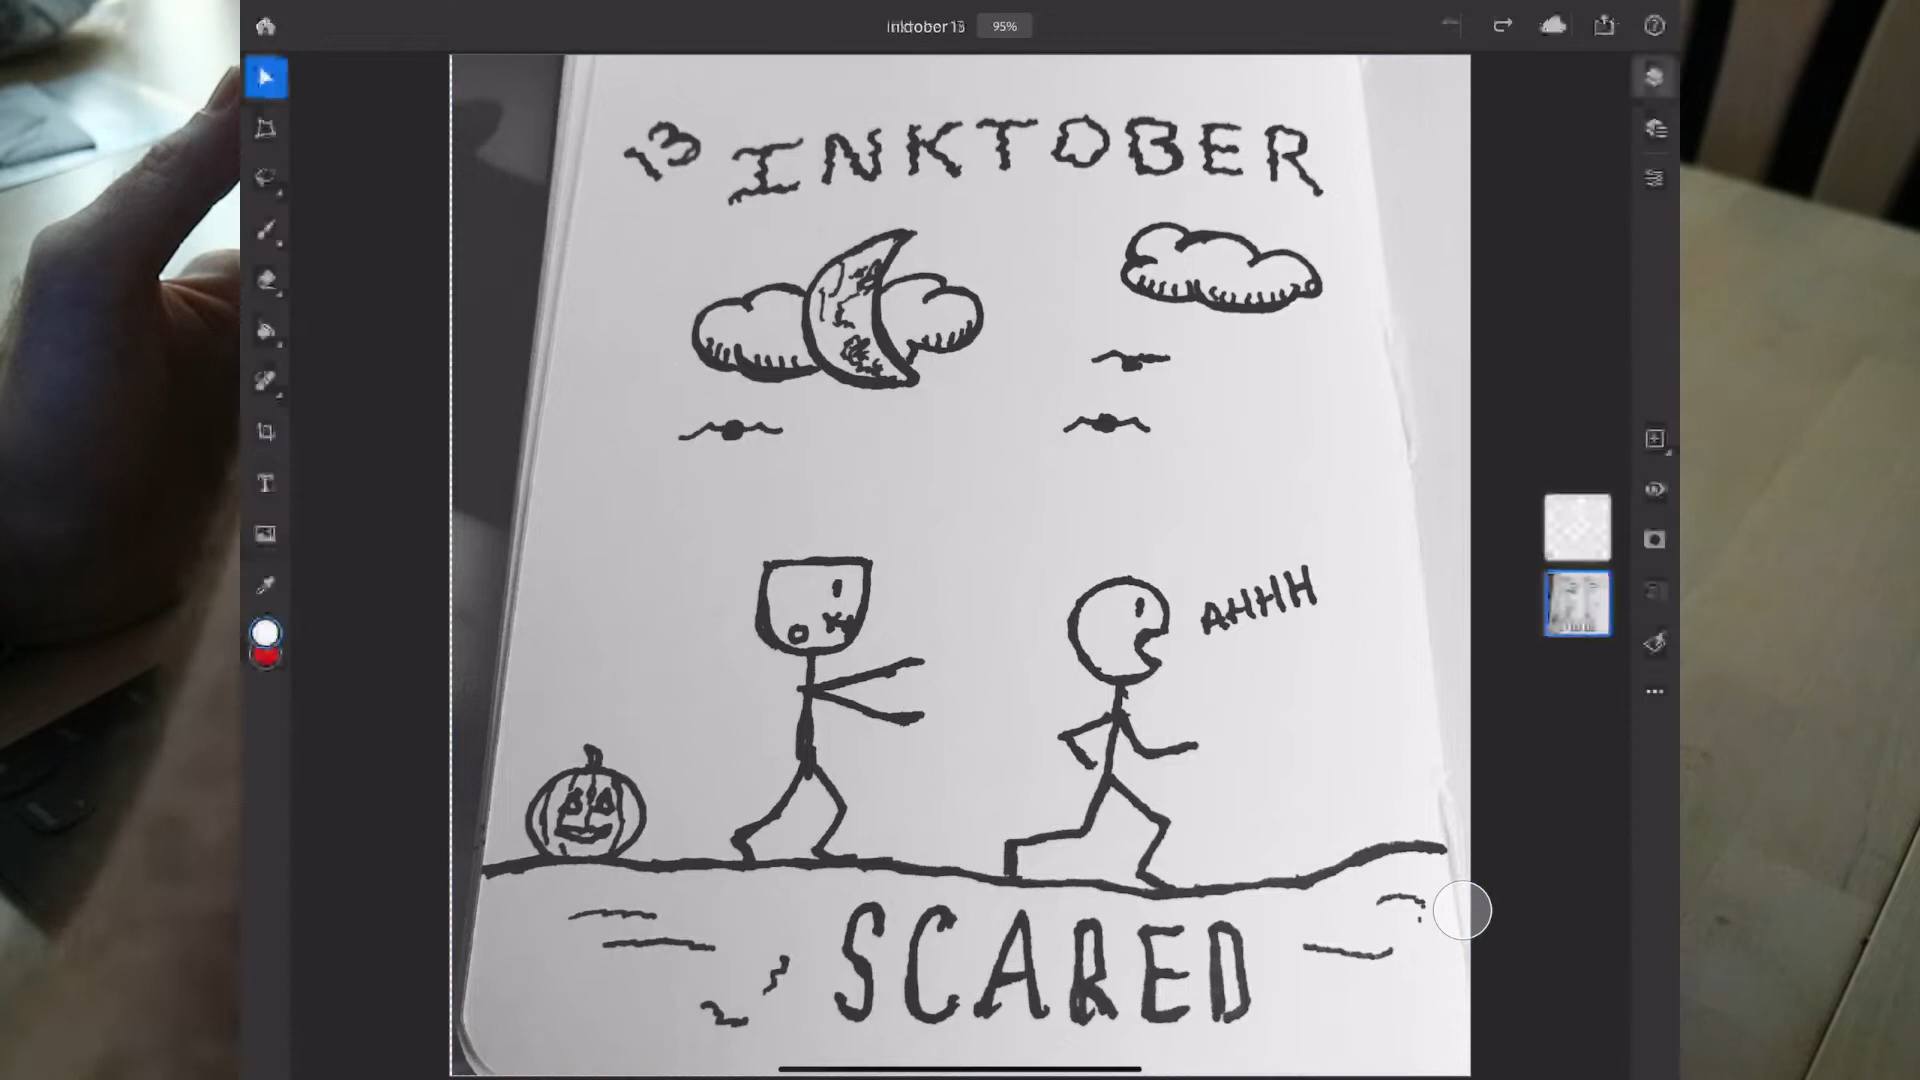 Inktober 13
95%
13 INKTOBER
AHHH
SCARED